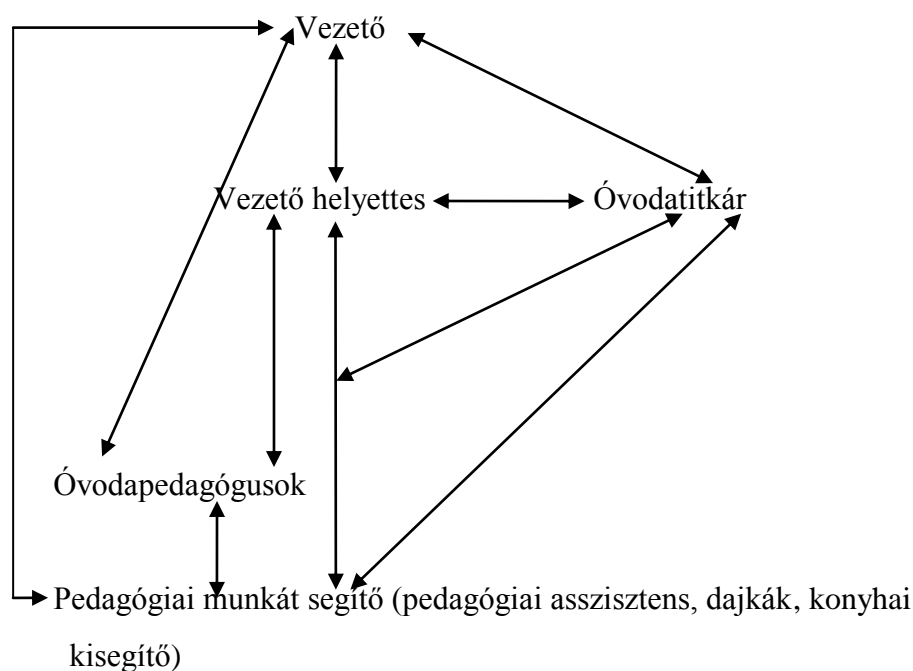 Vezető
Vezető helyettes
Óvodatitkár
Óvodapedagógusok
Pedagógiai munkát segítő (pedagógiai asszisztens, dajkák, konyhai
kisegítő)